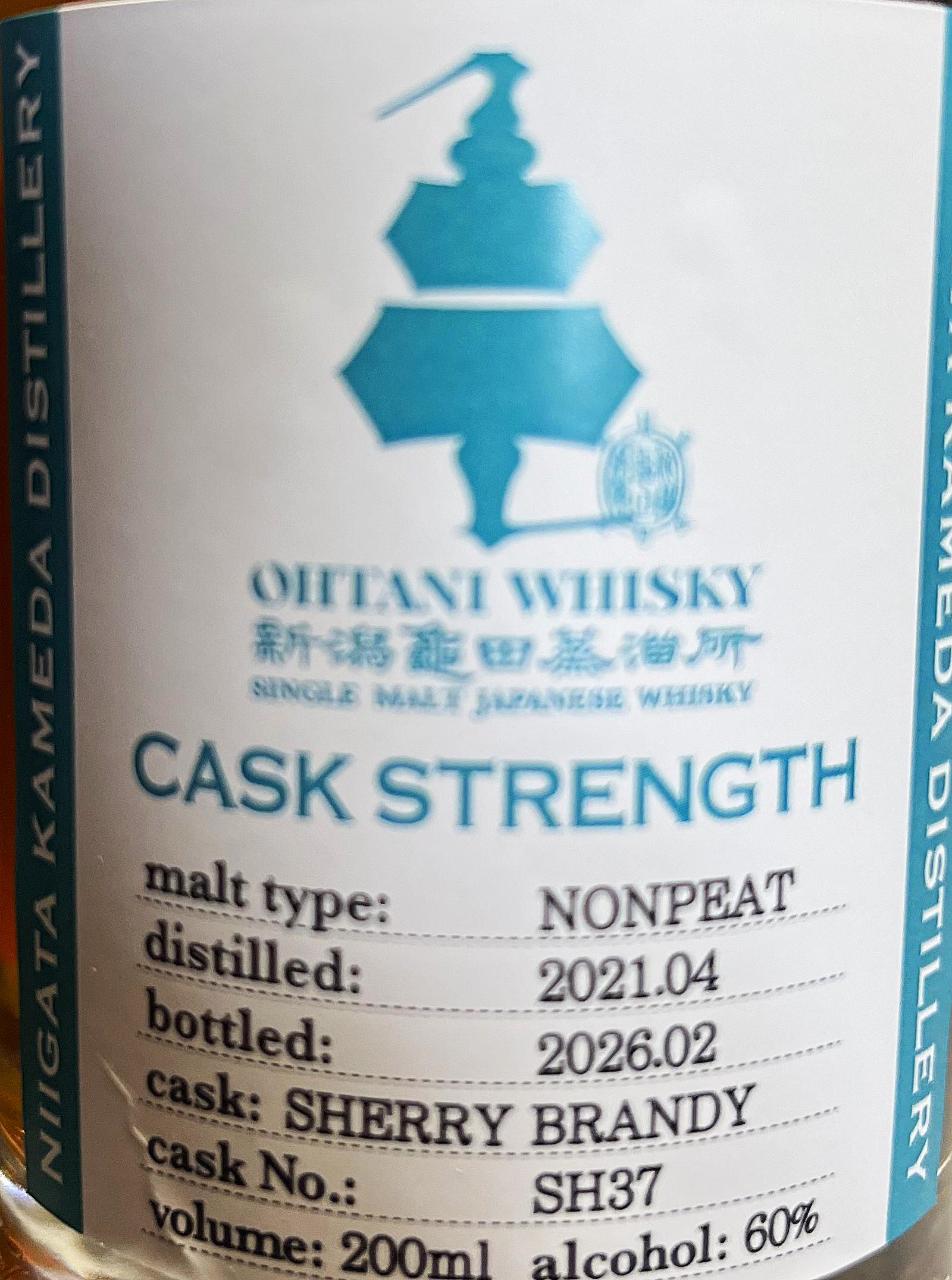 NIIGATA KAMEDA DISTILLERY
OHTANI WHISKY
新潟亀田蒸溜所
SINGLE MALT JAPANESE WHISKY
CASK STRENGTH
malt type: NONPEAT
distilled: 2021.04
bottled: 2026.02
cask: SHERRY BRANDY
cask No.: SH37
volume: 200ml alcohol: 60%
KAMEDA DISTILLERY